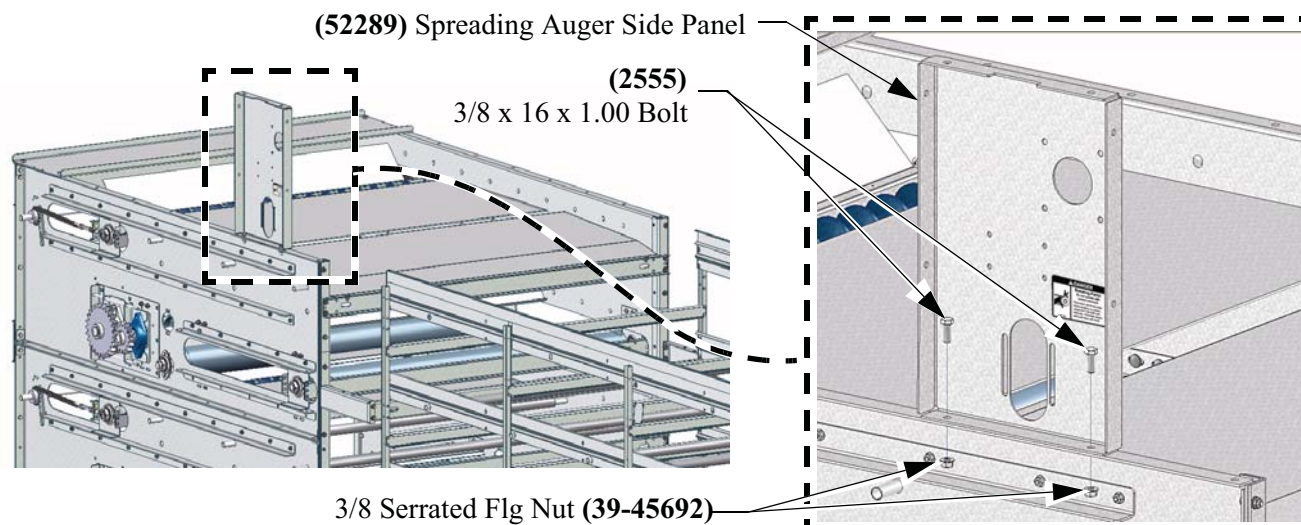 (52289) Spreading Auger Side Panel
(2555)
3/8 x 16 x 1.00 Bolt
3/8 Serrated Flg Nut (39-45692)